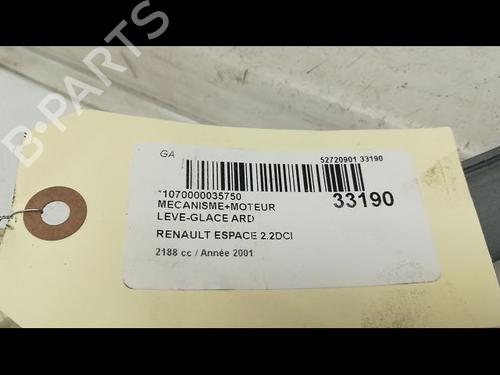 GA
52720901 33190
*1070000035750
33190
MECANISME+MOTEUR
LEVE-GLACE ARD
RENAULT ESPACE 2.2DCI
2188 cc / Année 2001
B-PARTS